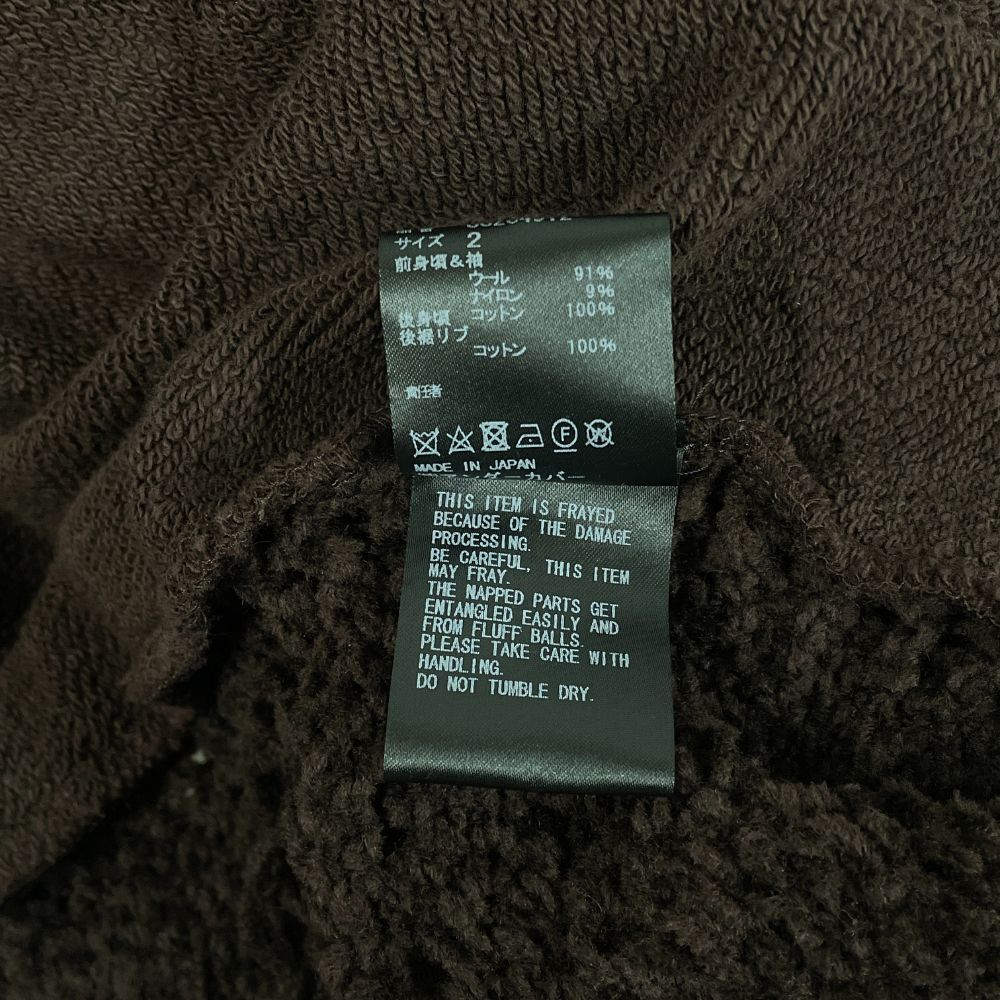 サイズ 2
前身頃&袖
ウール 91%
ナイロン 9%
後身頃 コットン 100%
後裾リブ
コットン 100%
責任者
F
W
MADE IN JAPAN
THIS ITEM IS FRAYED
BECAUSE OF THE DAMAGE
PROCESSING.
BE CAREFUL, THIS ITEM
MAY FRAY.
THE NAPPED PARTS GET
ENTANGLED EASILY AND
FROM FLUFF BALLS.
PLEASE TAKE CARE WITH
HANDLING.
DO NOT TUMBLE DRY.